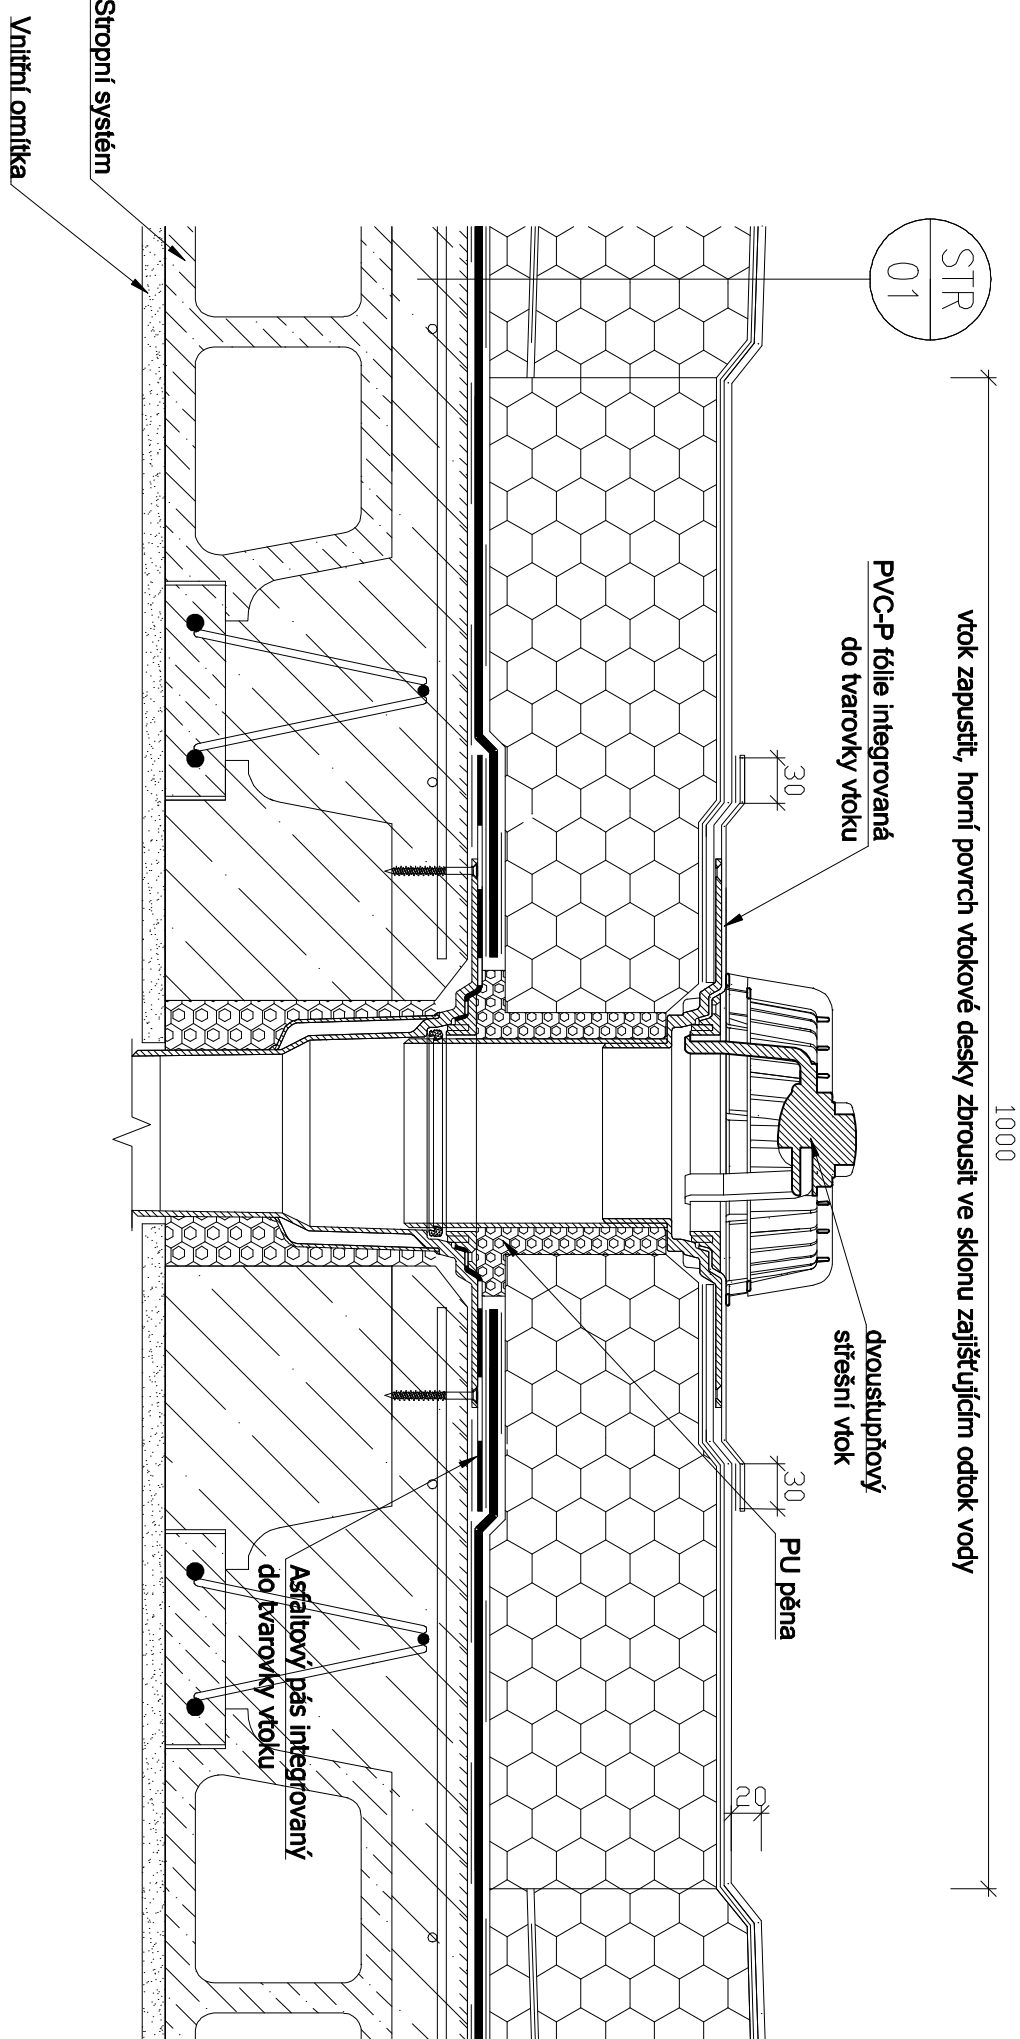 1000
vtok zapustit, horní povrch vtokové desky zbrousit ve sklonu zajišťujícím odtok vody
STR
01
PVC-P fólie integrovaná
do tvarovky vtoku
dvoustupňový
střešní vtok
30
30
PU pěna
20
Asfaltový pás integrovaný
do tvarovky vtoku
Stropní systém
Vnitřní omítka